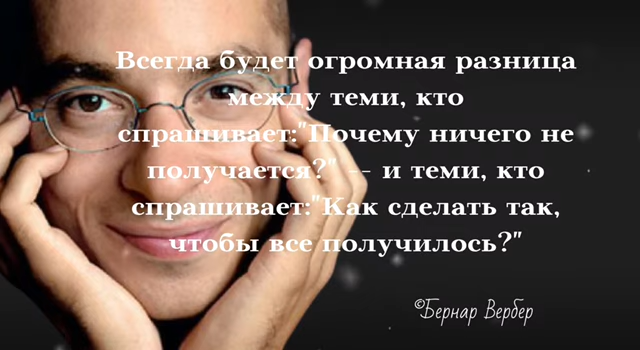 Всегда будет огромная разница
между теми, кто
спрашивает:"Почему ничего не
получается?" -- и теми, кто
спрашивает:"Как сделать так,
чтобы все получилось?"
©Бернар Вербер